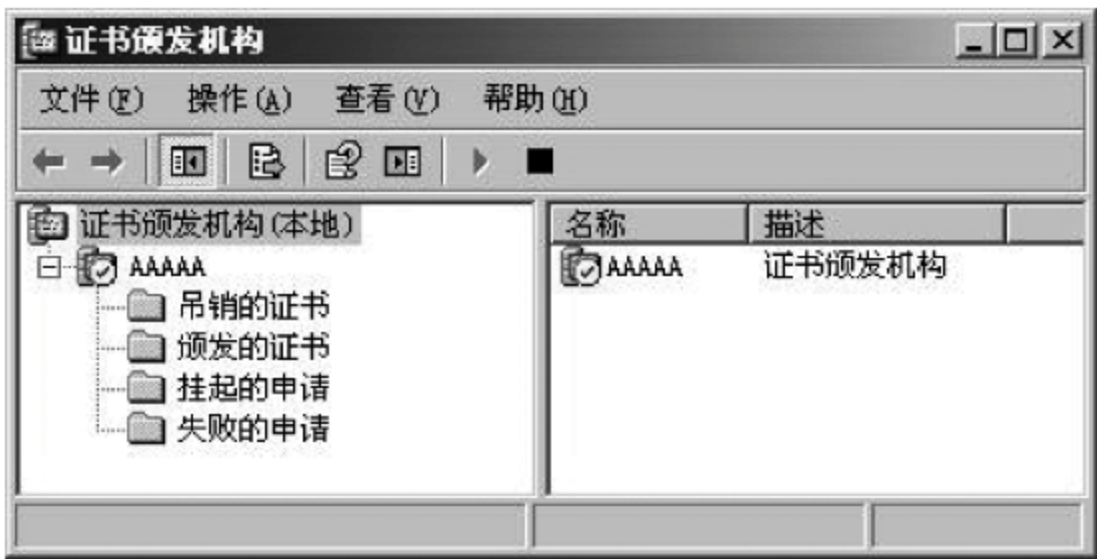 证书颁发机构
文件(F) 操作(A) 查看(V) 帮助(H)
证书颁发机构(本地)
AAAAA
吊销的证书
颁发的证书
挂起的申请
失败的申请
名称 描述
AAAAA 证书颁发机构